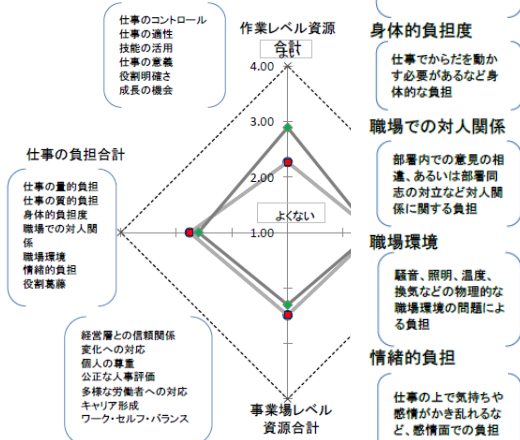 仕事のコントロール
仕事の適性
技能の活用
仕事の意義
役割明確さ
成長の機会
作業レベル資源
合計
4.00
3.00
2.00
よくない
1.00
仕事の負担合計
仕事の量的負担
仕事の質的負担
身体的負担度
職場での対人関
係
職場環境
情緒的負担
役割葛藤
経営層との信頼関係
変化への対応
個人の尊重
公正な人事評価
多様な労働者への対応
キャリア形成
ワーク・セルフ・バランス
事業場レベル
資源合計
身体的負担度
仕事でからだを動か
す必要があるなど身
体的な負担
職場での対人関係
部署内での意見の相
違、あるいは部署同
志の対立など対人関
係に関する負担
職場環境
騒音、照明、温度、
換気などの物理的な
職場環境の問題によ
る負担
情緒的負担
仕事の上で気持ちや
感情がかき乱れるな
ど、感情面での負担